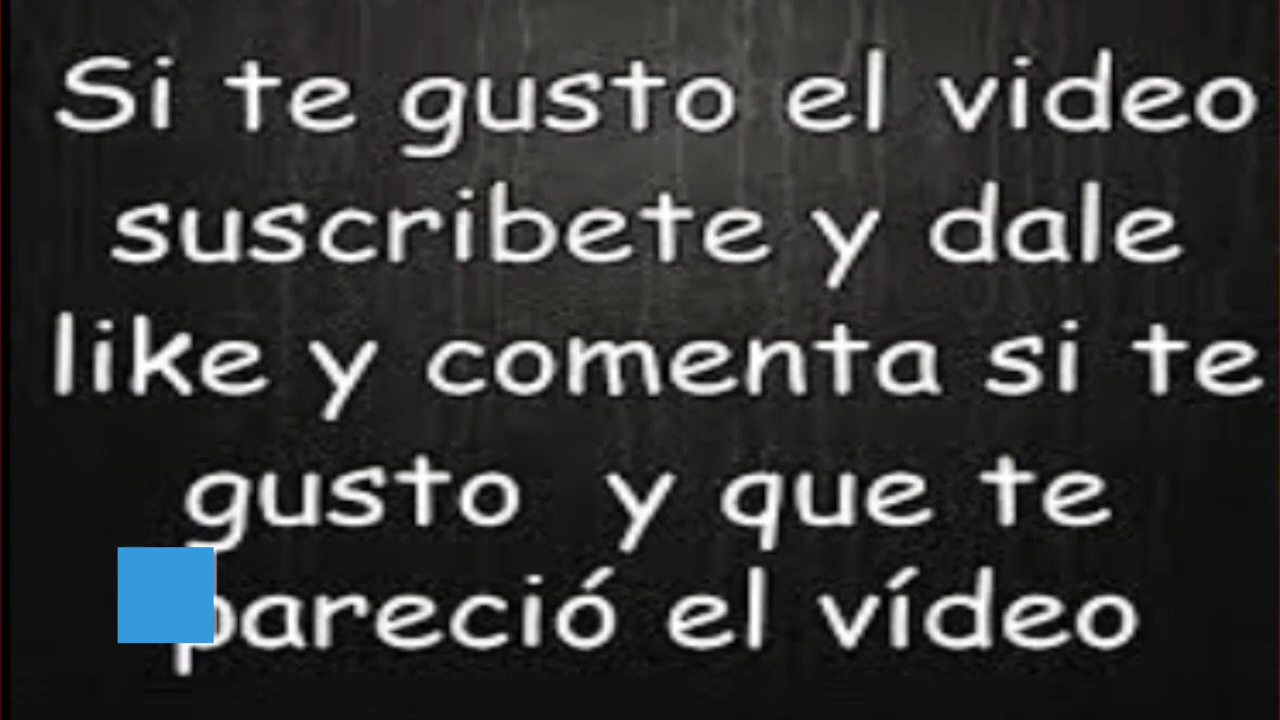 Si te gusto el video
suscribete y dale
like y comenta si te
gusto y que te
pareció el vídeo